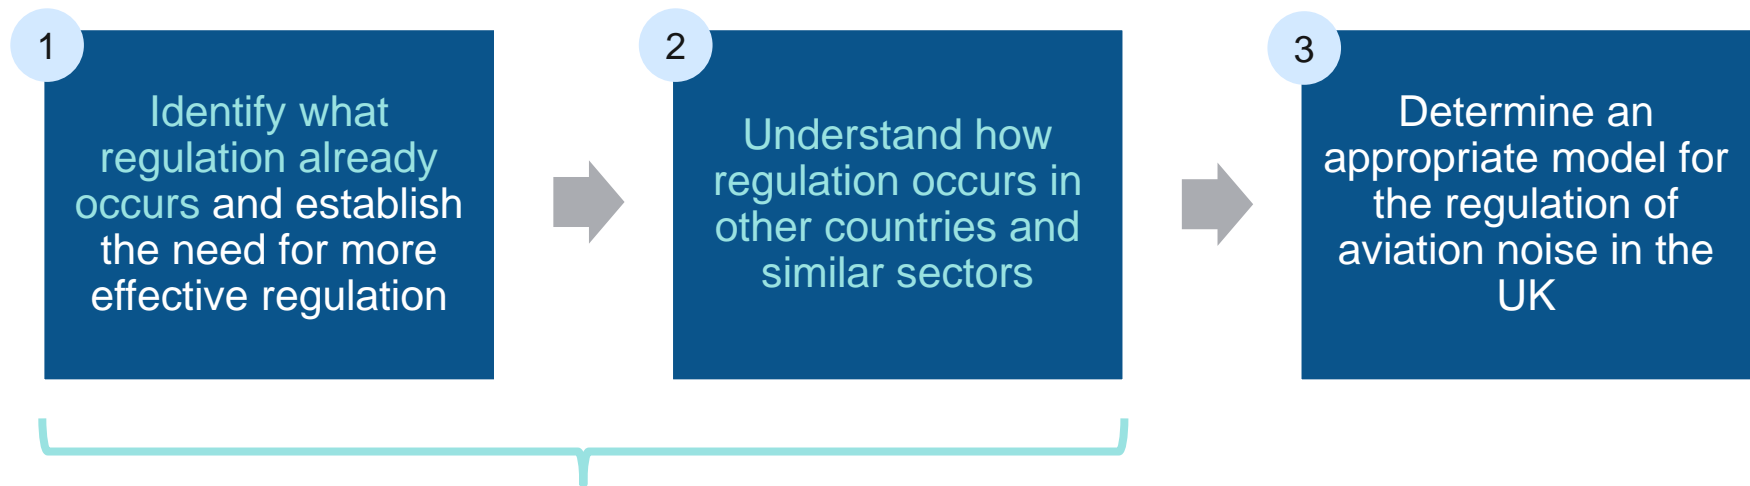 1
Identify what
regulation already
occurs and establish
the need for more
effective regulation
2
Understand how
regulation occurs in
other countries and
similar sectors
3
Determine an
appropriate model for
the regulation of
aviation noise in the
UK